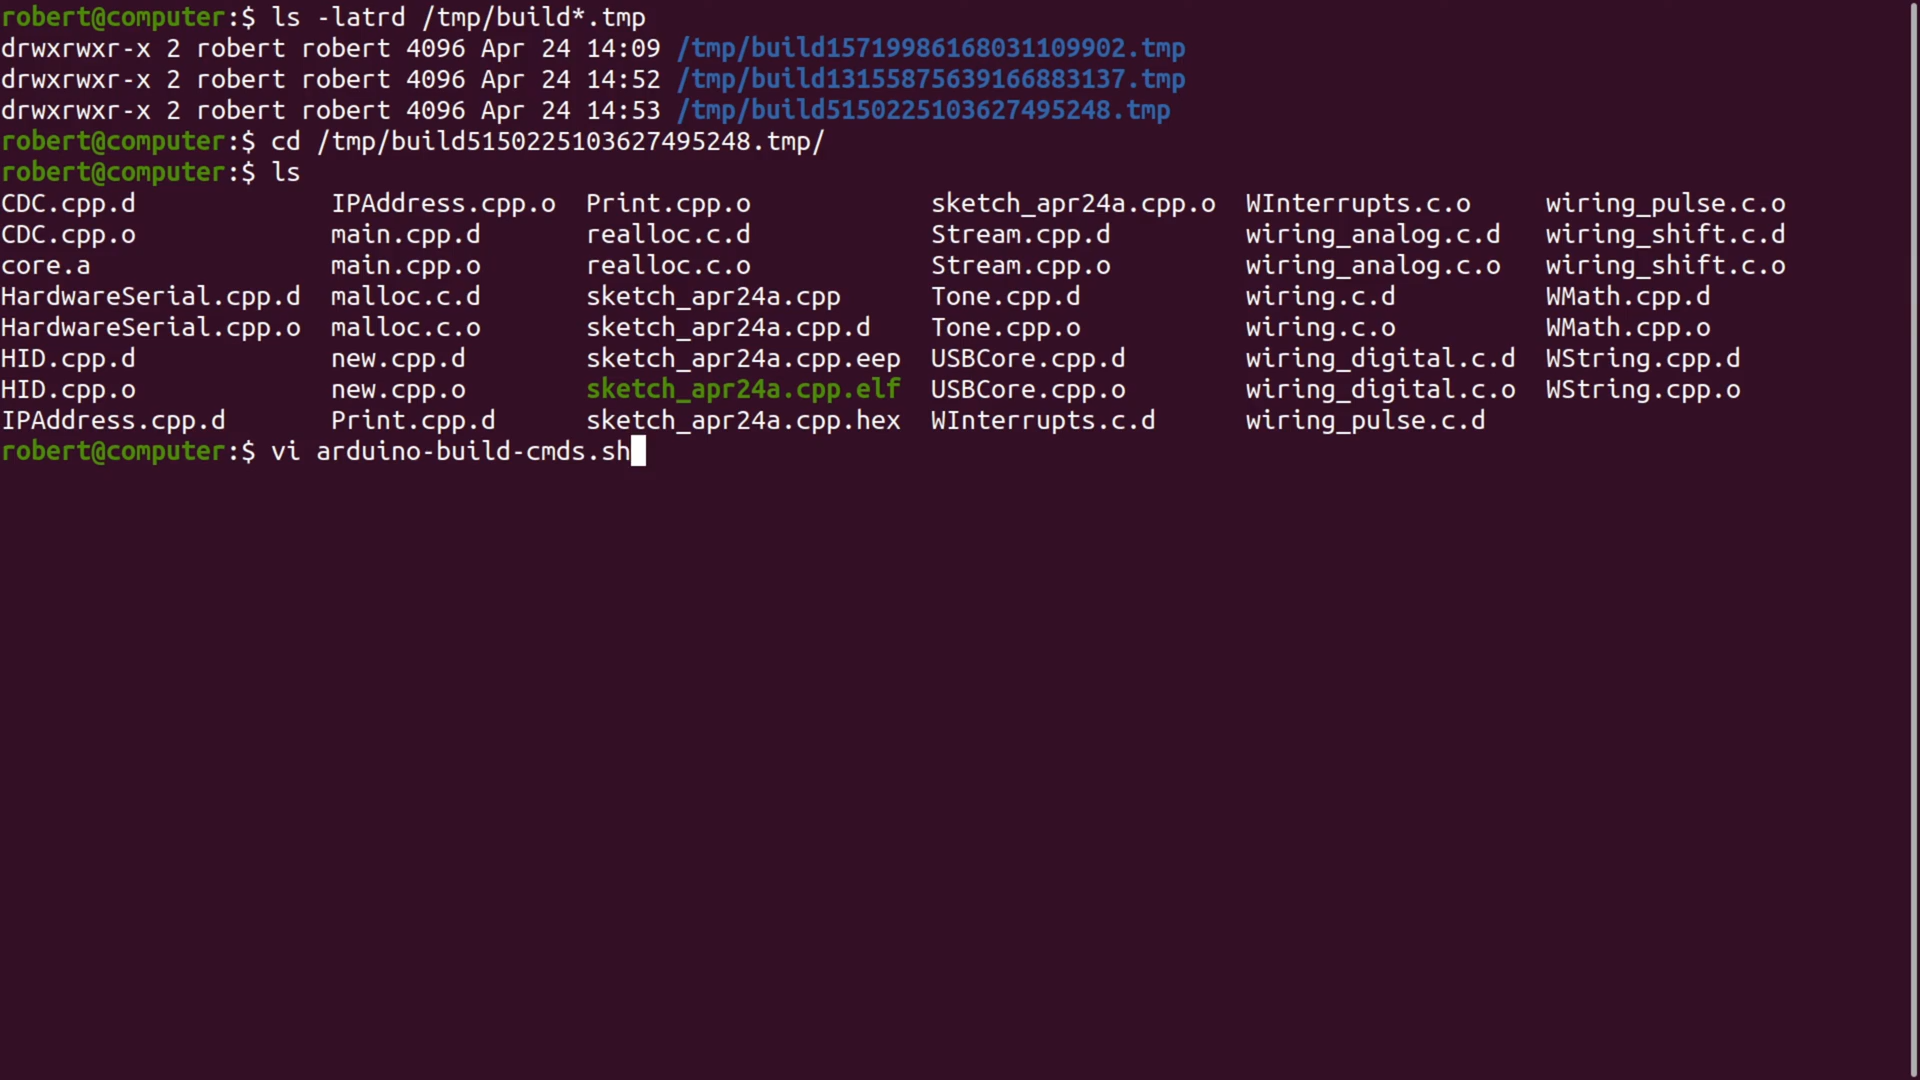 robert@computer:$ ls -latrd /tmp/build*.tmp
drwxrwxr-x 2 robert robert 4096 Apr 24 14:09 /tmp/build15719986168031109902.tmp
drwxrwxr-x 2 robert robert 4096 Apr 24 14:52 /tmp/build13155875639166883137.tmp
drwxrwxr-x 2 robert robert 4096 Apr 24 14:53 /tmp/build5150225103627495248.tmp
robert@computer:$ cd /tmp/build5150225103627495248.tmp/
robert@computer:$ ls
CDC.cpp.d             IPAddress.cpp.o  Print.cpp.o            sketch_apr24a.cpp.o  WInterrupts.c.o     wiring_pulse.c.o
CDC.cpp.o             main.cpp.d       realloc.c.d            Stream.cpp.d         wiring_analog.c.d   wiring_shift.c.d
core.a                main.cpp.o       realloc.c.o            Stream.cpp.o         wiring_analog.c.o   wiring_shift.c.o
HardwareSerial.cpp.d  malloc.c.d       sketch_apr24a.cpp      Tone.cpp.d           wiring.c.d          WMath.cpp.d
HardwareSerial.cpp.o  malloc.c.o       sketch_apr24a.cpp.d    Tone.cpp.o           wiring.c.o          WMath.cpp.o
HID.cpp.d             new.cpp.d        sketch_apr24a.cpp.eep  USBCore.cpp.d        wiring_digital.c.d  WString.cpp.d
HID.cpp.o             new.cpp.o        sketch_apr24a.cpp.elf  USBCore.cpp.o        wiring_digital.c.o  WString.cpp.o
IPAddress.cpp.d       Print.cpp.d      sketch_apr24a.cpp.hex  WInterrupts.c.d      wiring_pulse.c.d
robert@computer:$ vi arduino-build-cmds.sh